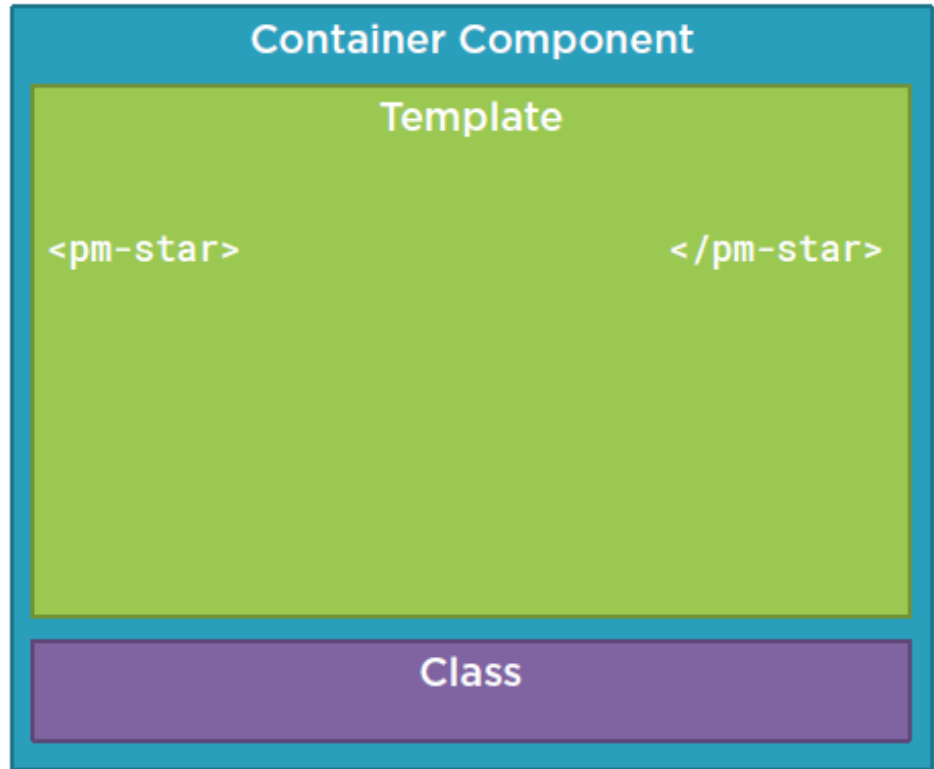 Container Component
Template
<pm-star> </pm-star>
Class